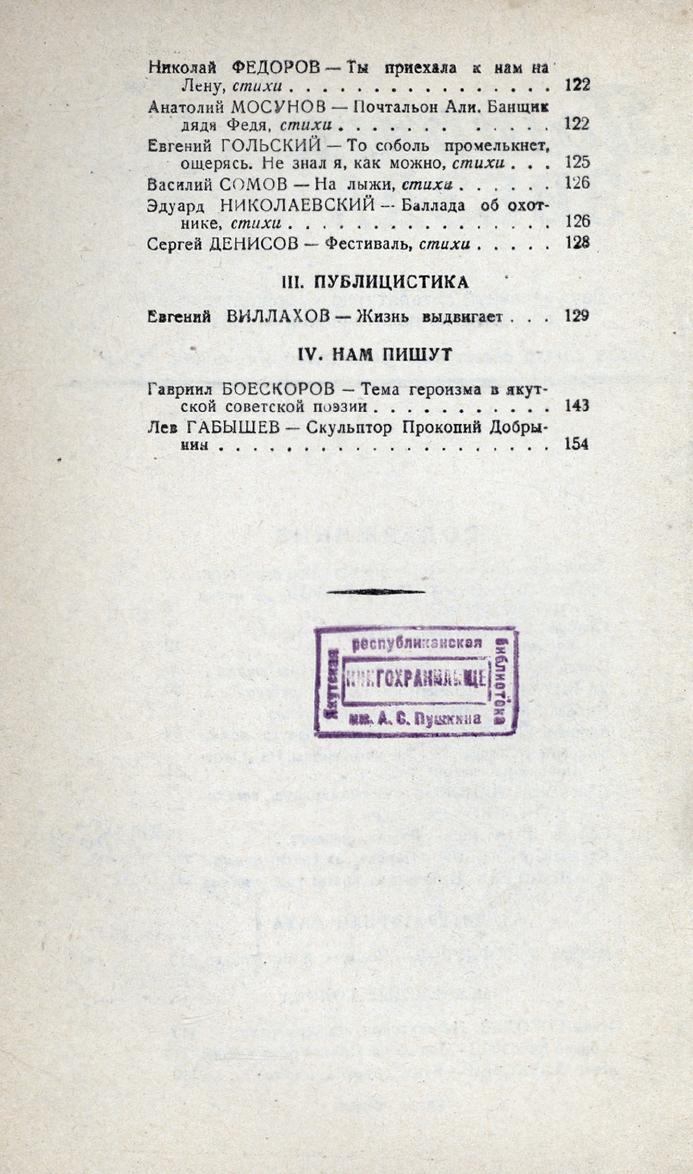 Николай ФЕДОРОВ — Ты приехала к нам на
Лену, стихи . . . . . . . . . . . . . . . . 122
Анатолий МОСУНОВ — Почтальон Али. Банщик
дядя Федя, стихи . . . . . . . . . . . 122
Евгений ГОЛЬСКИЙ — То соболь промелькнет,
ощерясь. Не знал я, как можно, стихи . . . 125
Василий СОМОВ — На лыжи, стихи . . . . . . 126
Эдуард НИКОЛАЕВСКИЙ — Баллада об охот-
нике, стихи . . . . . . . . . . . . . . . . 126
Сергей ДЕНИСОВ — Фестиваль, стихи . . . . . 128
III. ПУБЛИЦИСТИКА
Евгений ВИЛЛАХОВ — Жизнь выдвигает . . . 129
IV. НАМ ПИШУТ
Гавриил БОЕСКОРОВ — Тема героизма в якут-
ской советской поэзии . . . . . . . . . . . 143
Лев ГАБЫШЕВ — Скульптор Прокопий Добры-
нин . . . . . . . . . . . . . . . . . . . . 154
Якутская
республиканская
библиотека
КНИГОХРАНИЛИЩЕ
им. А. С. Пушкина